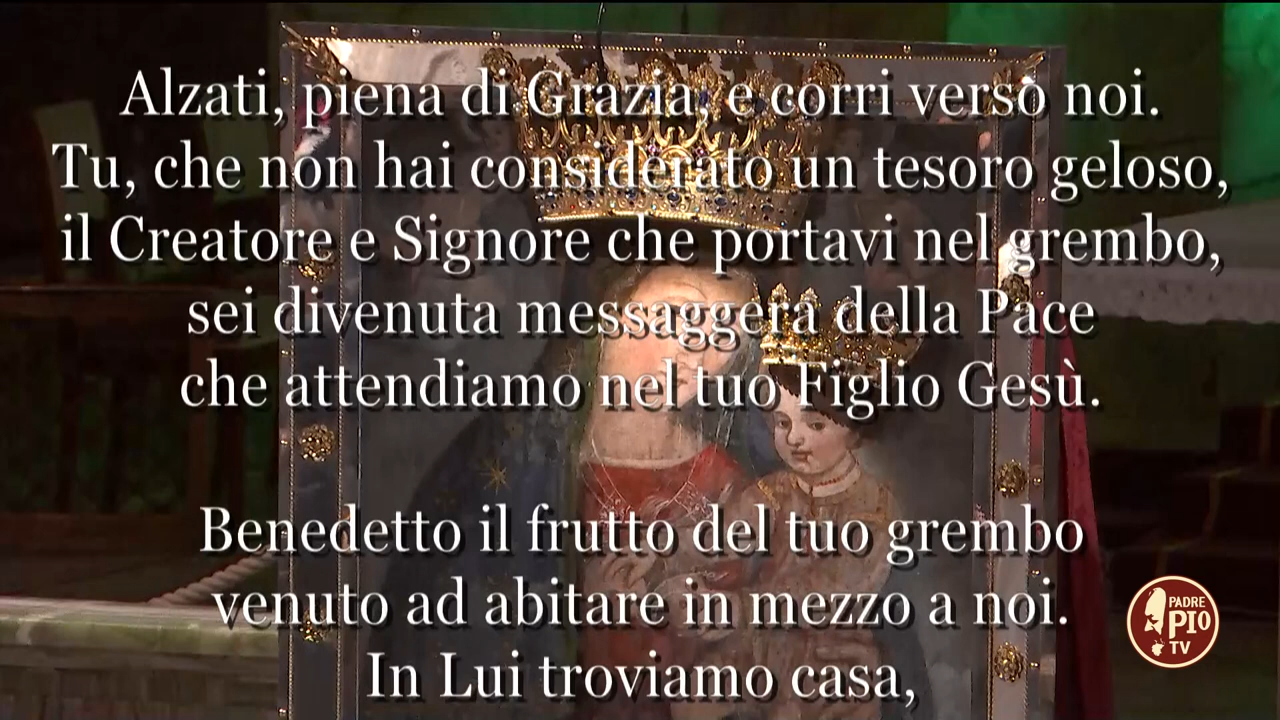 Alzati, piena di Grazia, e corri verso noi.
Tu, che non hai considerato un tesoro geloso,
il Creatore e Signore che portavi nel grembo,
sei divenuta messaggera della Pace
che attendiamo nel tuo Figlio Gesù.
Benedetto il frutto del tuo grembo
venuto ad abitare in mezzo a noi.
In Lui troviamo casa,
PADRE
PIO
TV